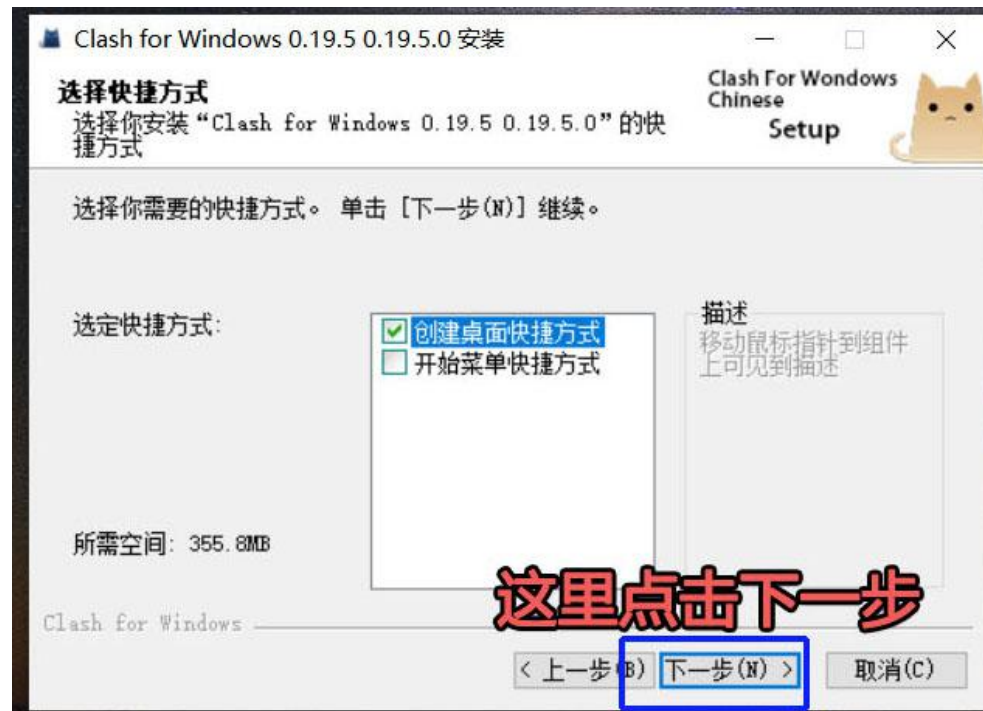 Clash for Windows 0.19.5 0.19.5.0 安装
选择快捷方式
选择你安装“Clash for Windows 0.19.5 0.19.5.0”的快
捷方式
Clash For Wondows
Chinese
Setup
选择你需要的快捷方式。 单击 [下一步(N)] 继续。
选定快捷方式:
创建桌面快捷方式
开始菜单快捷方式
描述
移动鼠标指针到组件
上可见到描述
所需空间: 355.8MB
这里点击下一步
Clash for Windows
< 上一步(B)
下一步(N) >
取消(C)